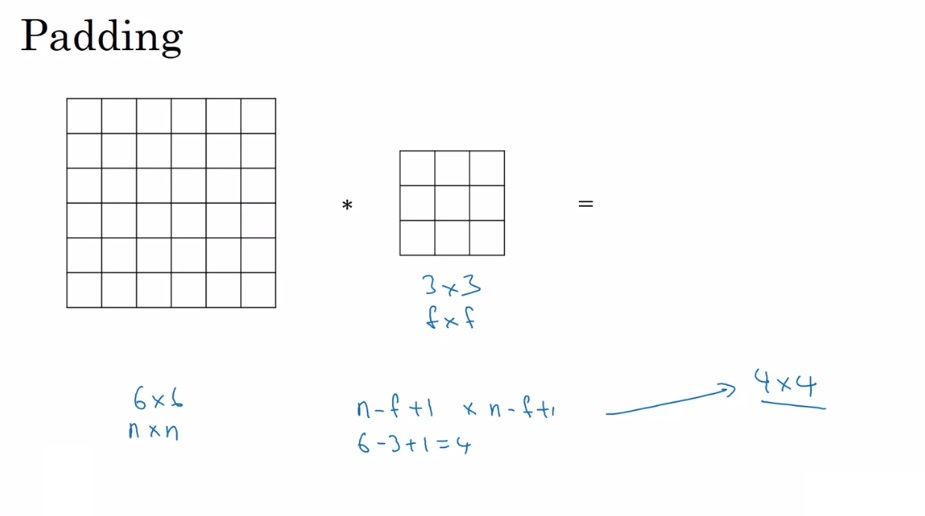 Padding
* =
3×3
f×f
6×6
n×n
n-f+1 × n-f+1
6-3+1=4
4×4